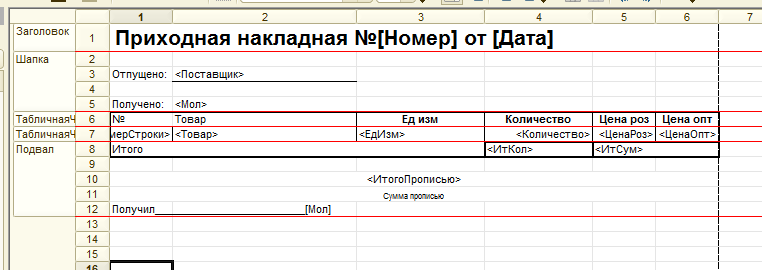 1 2 3 4 5 6 7
Заголовок 1 Приходная накладная №[Номер] от [Дата]
Шапка 2
3 Отпущено: <Поставщик>
4
5 Получено: <Мол>
ТабличнаяЧ 6 № Товар Ед изм Количество Цена роз Цена опт
ТабличнаяЧ 7 мерСтроки> <Товар> <ЕдИзм> <Количество> <ЦенаРоз> <ЦенаОпт>
Подвал 8 Итого <ИтКол> <ИтСум>
9
10 <ИтогоПрописью>
11 Сумма прописью
12 Получил____________________________[Мол]
13
14
15
16